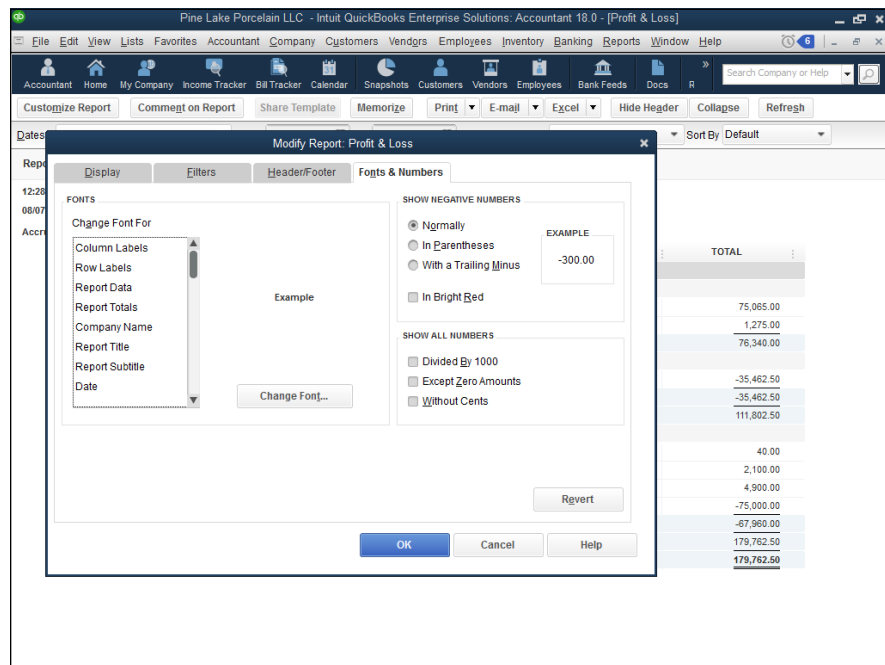 Pine Lake Porcelain LLC - Intuit QuickBooks Enterprise Solutions: Accountant 18.0 - [Profit & Loss]
File Edit View Lists Favorites Accountant Company Customers Vendors Employees Inventory Banking Reports Window Help 6
Accountant Home My Company Income Tracker Bill Tracker Calendar Snapshots Customers Vendors Employees Bank Feeds Docs R » Search Company or Help
Customize Report Comment on Report Share Template Memorize Print E-mail Excel Hide Header Collapse Refresh
Dates Sort By Default
Modify Report: Profit & Loss
Repo
12:28
08/07
Accru
Display Filters Header/Footer Fonts & Numbers
FONTS
Change Font For
Column Labels
Row Labels
Report Data
Report Totals
Company Name
Report Title
Report Subtitle
Date
Example
Change Font...
SHOW NEGATIVE NUMBERS
Normally
In Parentheses
With a Trailing Minus
In Bright Red
EXAMPLE
-300.00
SHOW ALL NUMBERS
Divided By 1000
Except Zero Amounts
Without Cents
Revert
OK Cancel Help
TOTAL
75,065.00
1,275.00
76,340.00
-35,462.50
-35,462.50
111,802.50
40.00
2,100.00
4,900.00
-75,000.00
-67,960.00
179,762.50
179,762.50